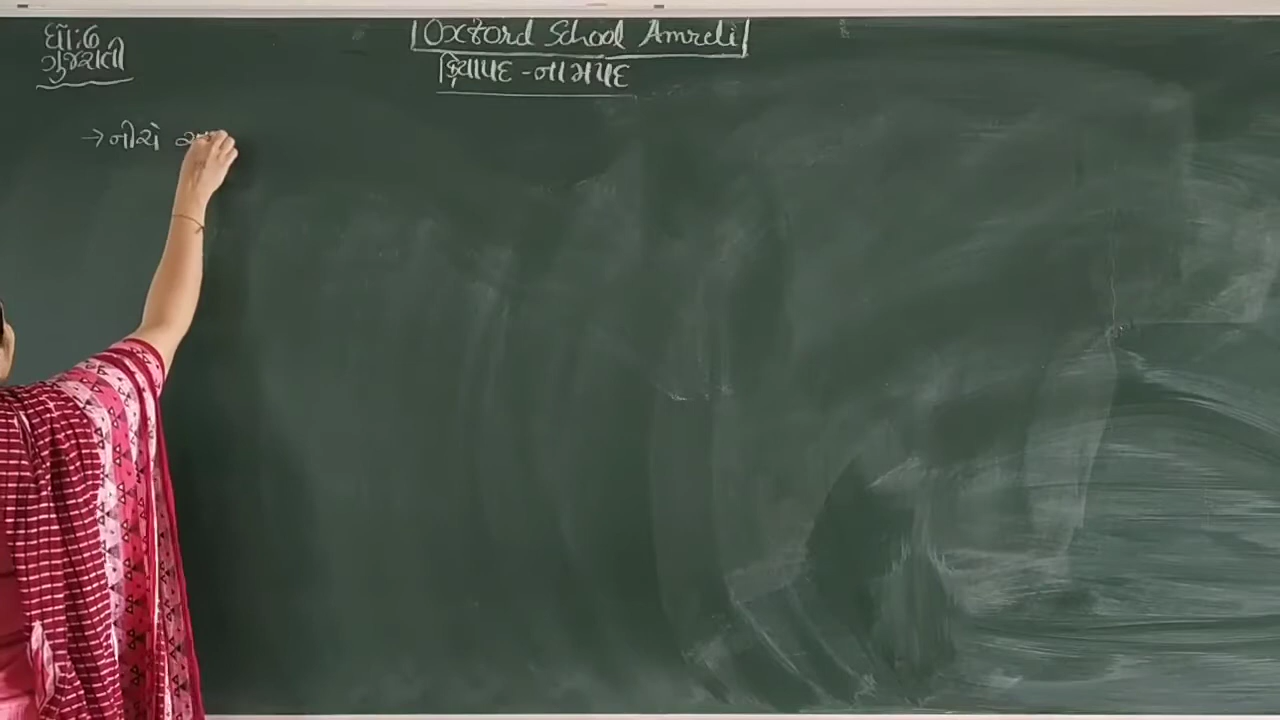 ધો:૭
ગુજરાતી
Oxford School Amreli
ક્રિયાપદ - નામપદ
→ નીચે